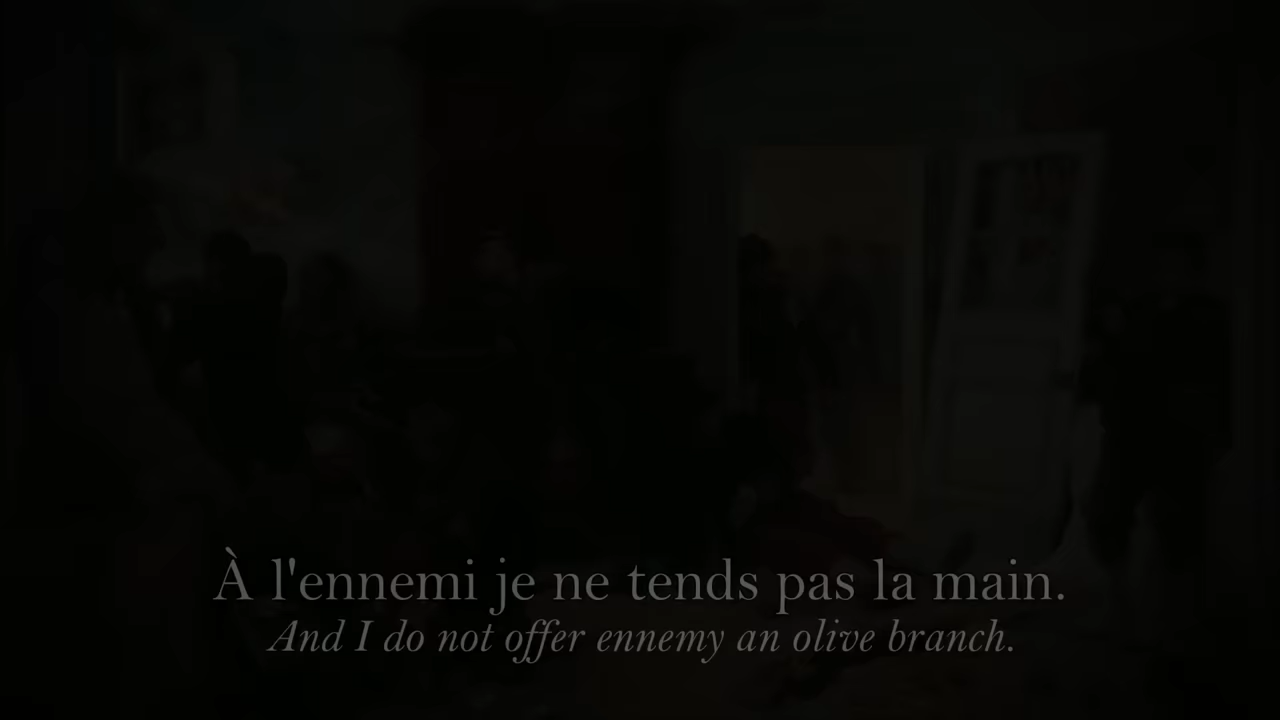 À l'ennemi je ne tends pas la main.
And I do not offer ennemy an olive branch.